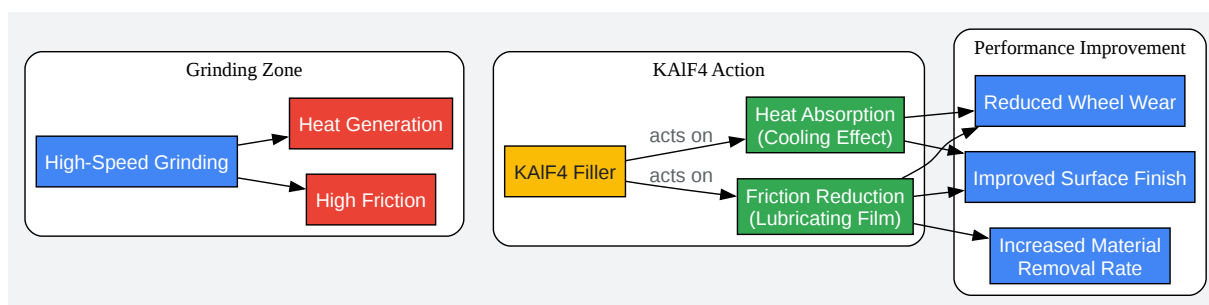 Grinding Zone
High-Speed Grinding
Heat Generation
High Friction
KAlF4 Action
KAlF4 Filler
acts on
acts on
Heat Absorption
(Cooling Effect)
Friction Reduction
(Lubricating Film)
Performance Improvement
Reduced Wheel Wear
Improved Surface Finish
Increased Material
Removal Rate